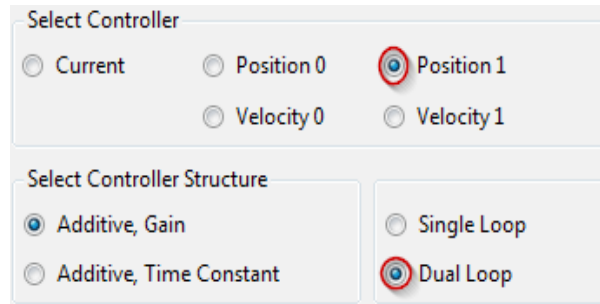 Select Controller
Current Position 0 Position 1
Velocity 0 Velocity 1
Select Controller Structure
Additive, Gain Single Loop
Additive, Time Constant Dual Loop